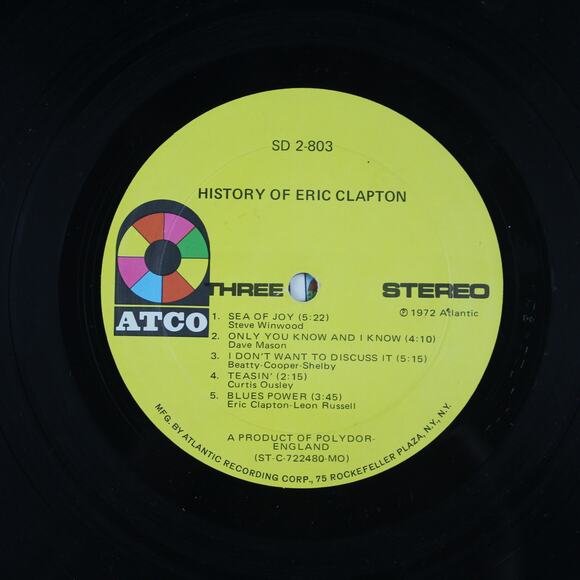 SD 2-803
HISTORY OF ERIC CLAPTON
ATCO
THREE
STEREO
℗ 1972 Atlantic
1. SEA OF JOY (5:22)
Steve Winwood
2. ONLY YOU KNOW AND I KNOW (4:10)
Dave Mason
3. I DON'T WANT TO DISCUSS IT (5:15)
Beatty-Cooper-Shelby
4. TEASIN' (2:15)
Curtis Ousley
5. BLUES POWER (3:45)
Eric Clapton-Leon Russell
A PRODUCT OF POLYDOR-
ENGLAND
(ST-C-722480-MO)
MFG. BY ATLANTIC RECORDING CORP., 75 ROCKEFELLER PLAZA, N.Y., N.Y.